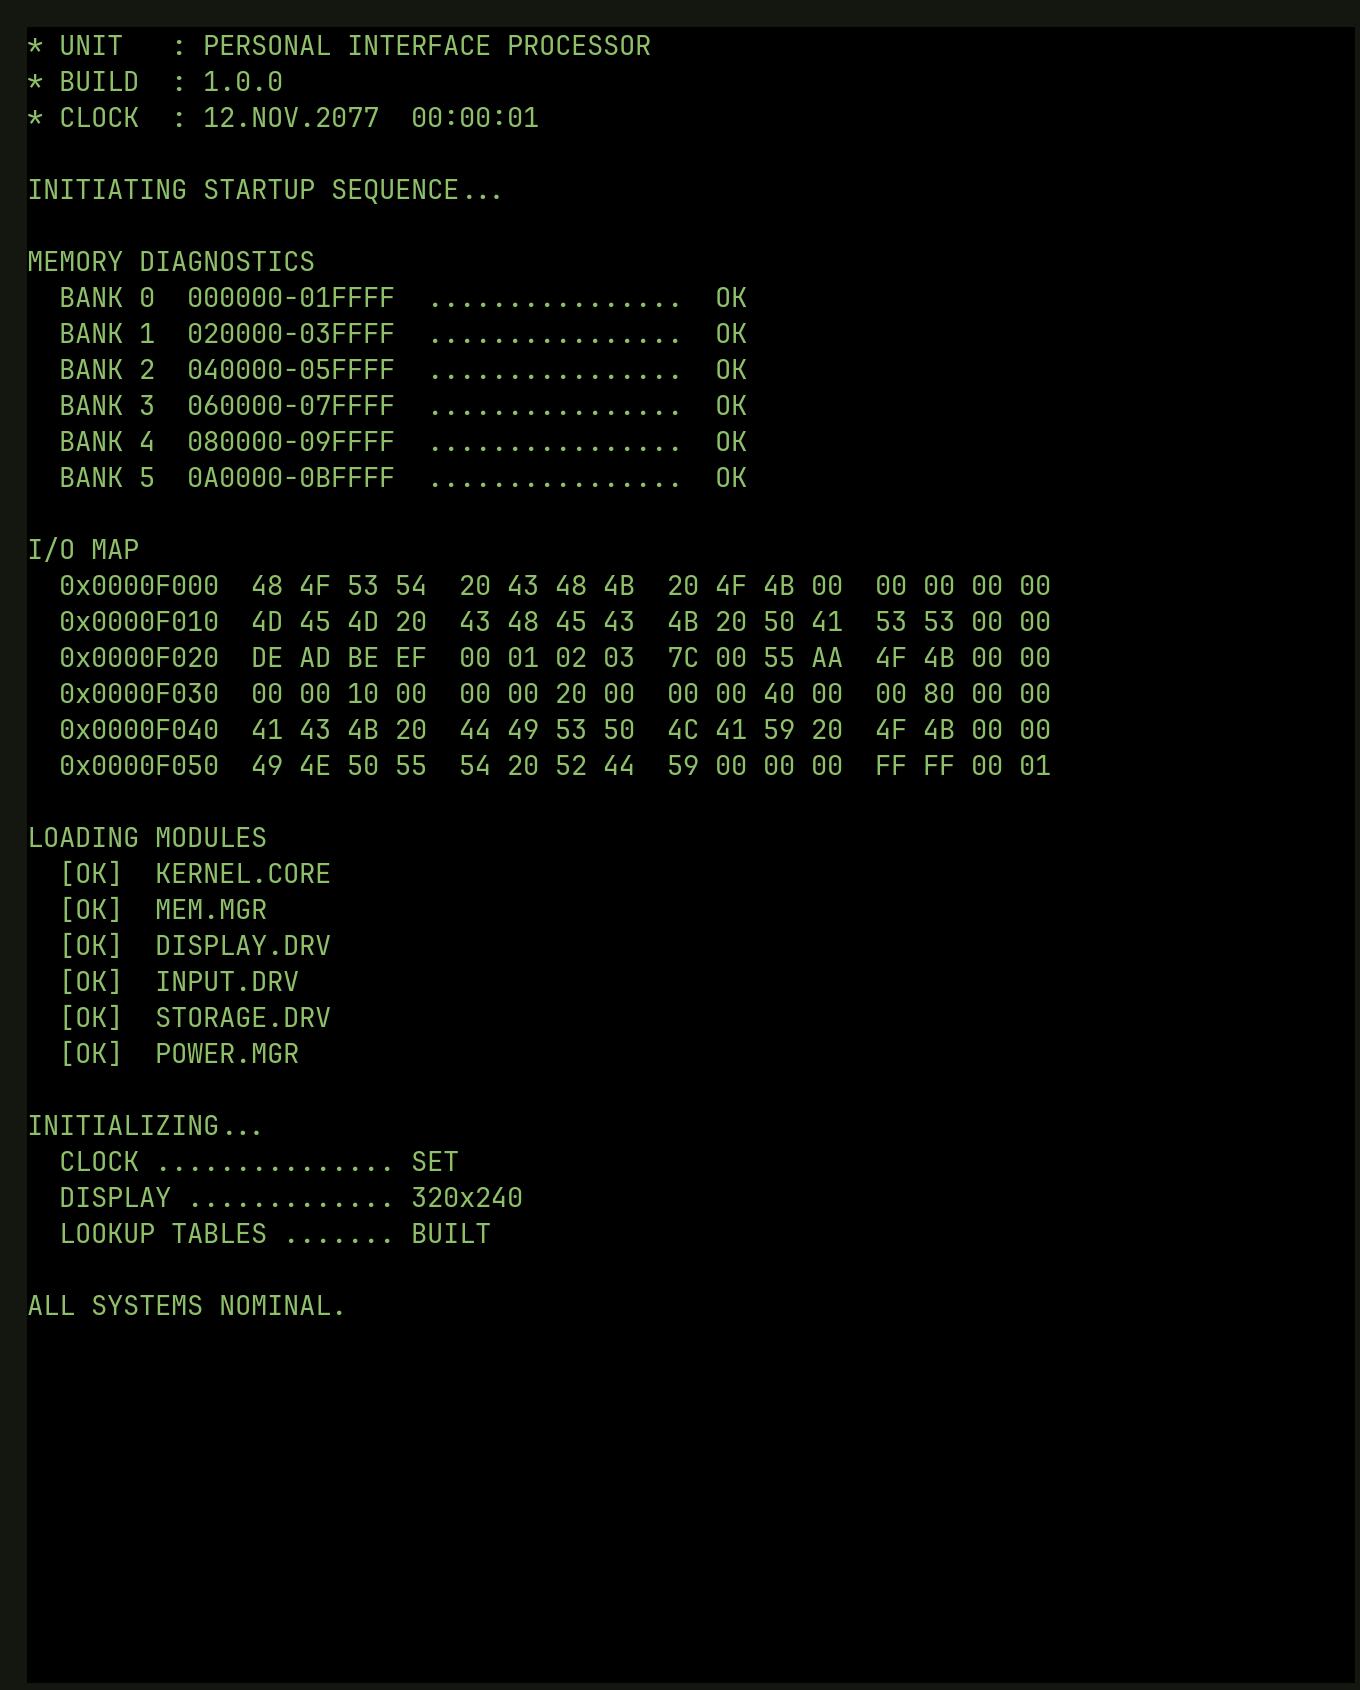 * UNIT   : PERSONAL INTERFACE PROCESSOR
* BUILD  : 1.0.0
* CLOCK  : 12.NOV.2077  00:00:01
INITIATING STARTUP SEQUENCE...
MEMORY DIAGNOSTICS
  BANK 0  000000-01FFFF  ................  OK
  BANK 1  020000-03FFFF  ................  OK
  BANK 2  040000-05FFFF  ................  OK
  BANK 3  060000-07FFFF  ................  OK
  BANK 4  080000-09FFFF  ................  OK
  BANK 5  0A0000-0BFFFF  ................  OK
I/O MAP
  0x0000F000  48 4F 53 54  20 43 48 4B  20 4F 4B 00  00 00 00 00
  0x0000F010  4D 45 4D 20  43 48 45 43  4B 20 50 41  53 53 00 00
  0x0000F020  DE AD BE EF  00 01 02 03  7C 00 55 AA  4F 4B 00 00
  0x0000F030  00 00 10 00  00 00 20 00  00 00 40 00  00 80 00 00
  0x0000F040  41 43 4B 20  44 49 53 50  4C 41 59 20  4F 4B 00 00
  0x0000F050  49 4E 50 55  54 20 52 44  59 00 00 00  FF FF 00 01
LOADING MODULES
  [OK]  KERNEL.CORE
  [OK]  MEM.MGR
  [OK]  DISPLAY.DRV
  [OK]  INPUT.DRV
  [OK]  STORAGE.DRV
  [OK]  POWER.MGR
INITIALIZING...
  CLOCK ............... SET
  DISPLAY ............. 320x240
  LOOKUP TABLES ....... BUILT
ALL SYSTEMS NOMINAL.